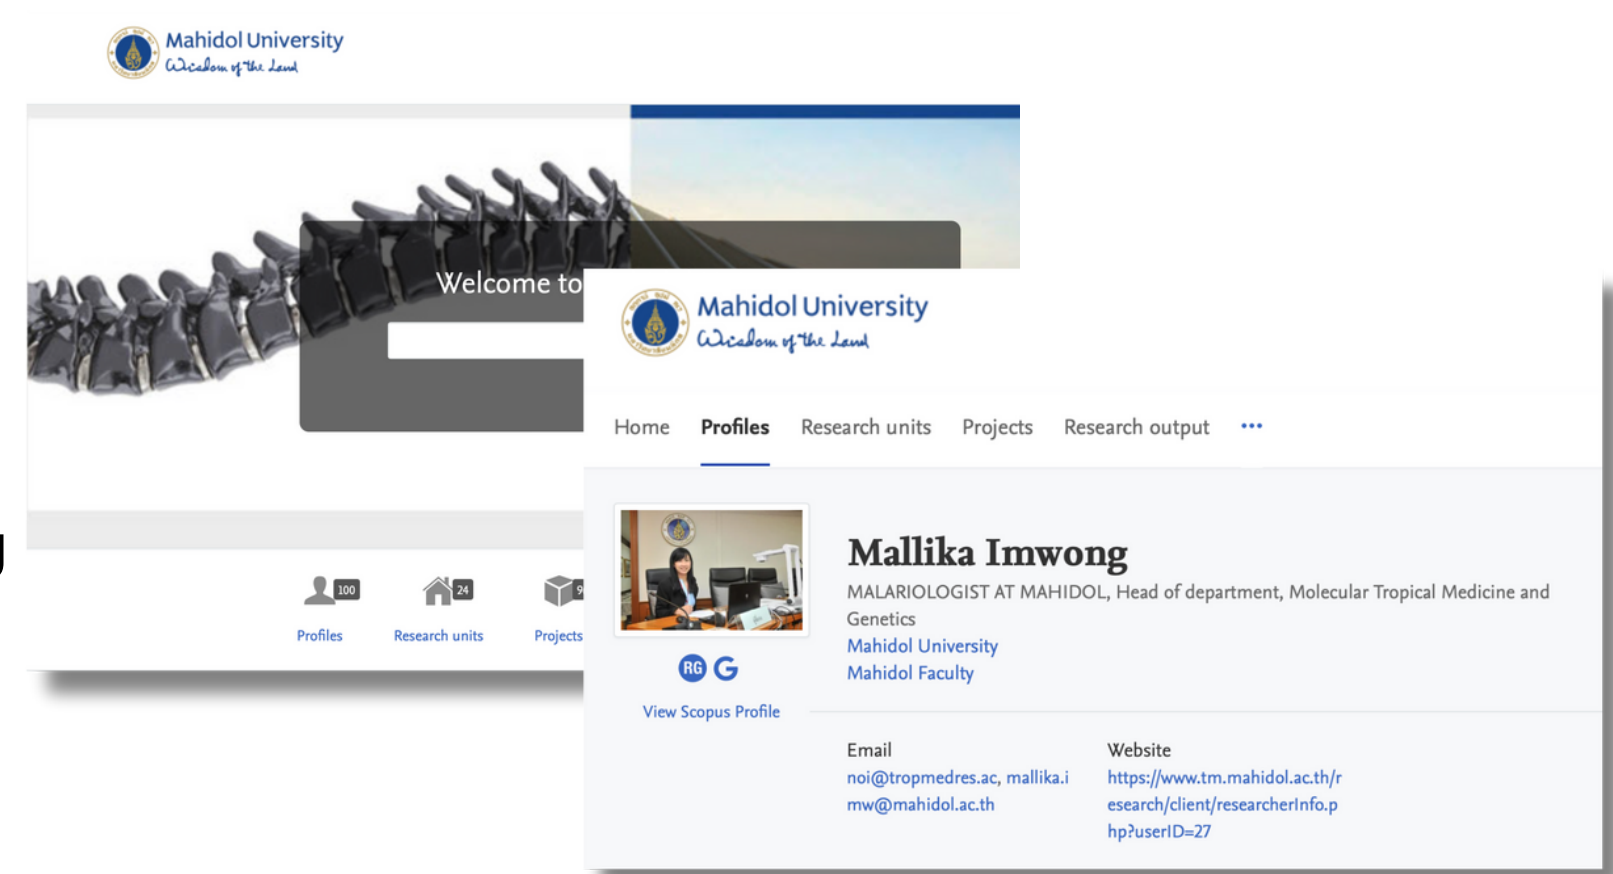 Mahidol University
Wisdom of the Land
Welcome to
100
24
9
Profiles
Research units
Projects
Mahidol University
Wisdom of the Land
Home
Profiles
Research units
Projects
Research output
Mallika Imwong
MALARIOLOGIST AT MAHIDOL, Head of department, Molecular Tropical Medicine and
Genetics
Mahidol University
Mahidol Faculty
RG
G
View Scopus Profile
Email
noi@tropmedres.ac, mallika.i
mw@mahidol.ac.th
Website
https://www.tm.mahidol.ac.th/r
esearch/client/researcherInfo.p
hp?userID=27